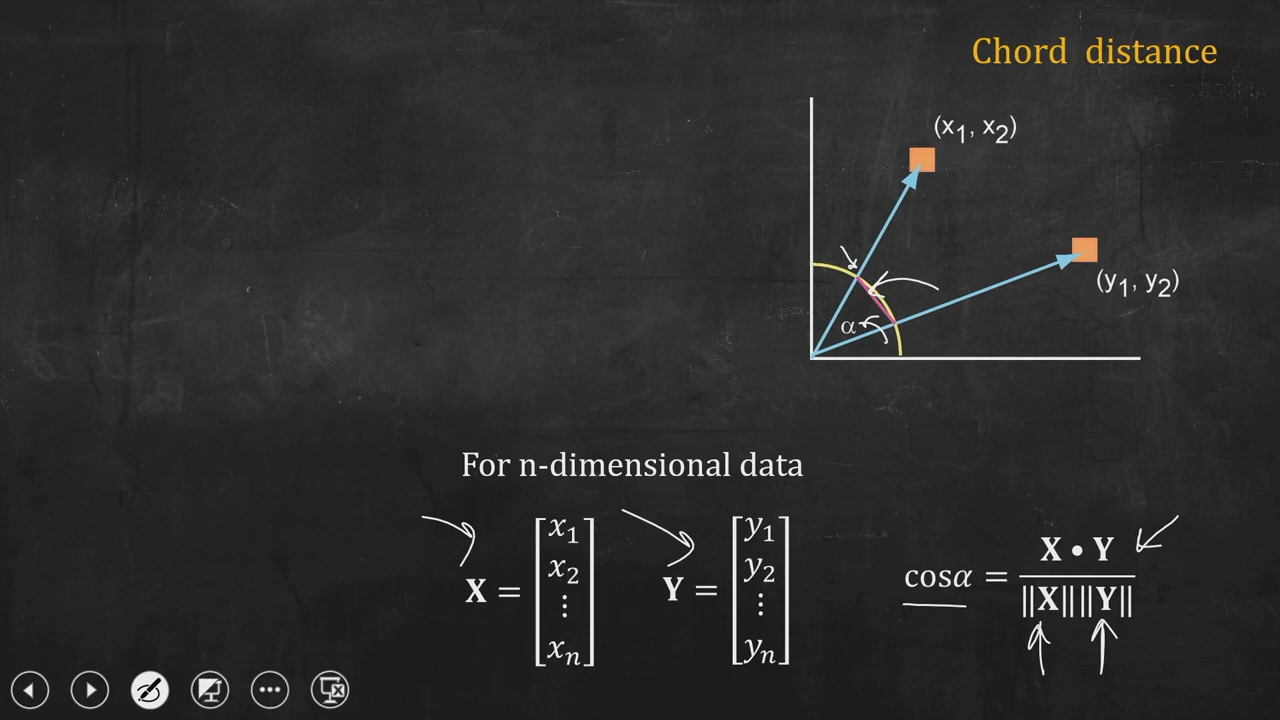 Chord distance
(x₁, x₂)
(y₁, y₂)
α
For n-dimensional data
X = [x₁ x₂ ⋮ xₙ]
Y = [y₁ y₂ ⋮ yₙ]
cosα = X • Y / ‖X‖‖Y‖